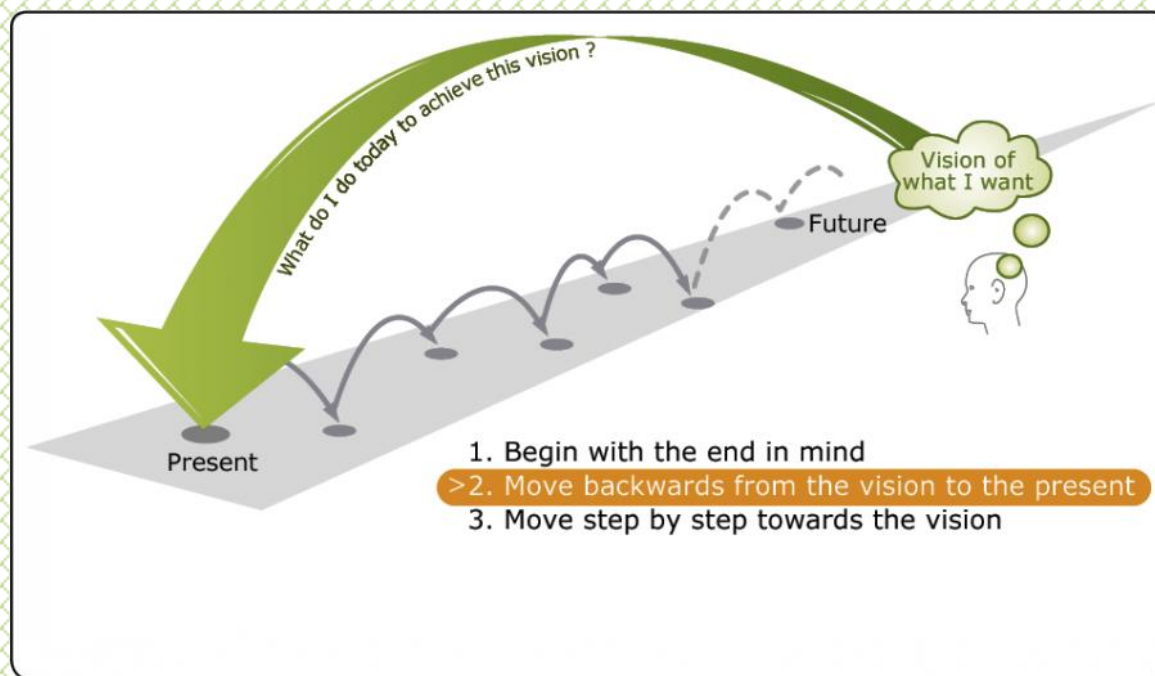 What do I do today to achieve this vision ?
Vision of
what I want
Future
Present
1. Begin with the end in mind
>2. Move backwards from the vision to the present
3. Move step by step towards the vision